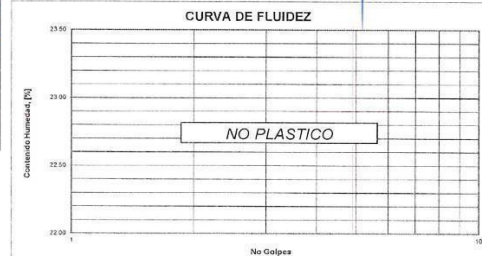 CURVA DE FLUIDEZ
23.50
23.00
22.50
22.00
Contenido Humedad, [%]
NO PLASTICO
1
10
No Golpes